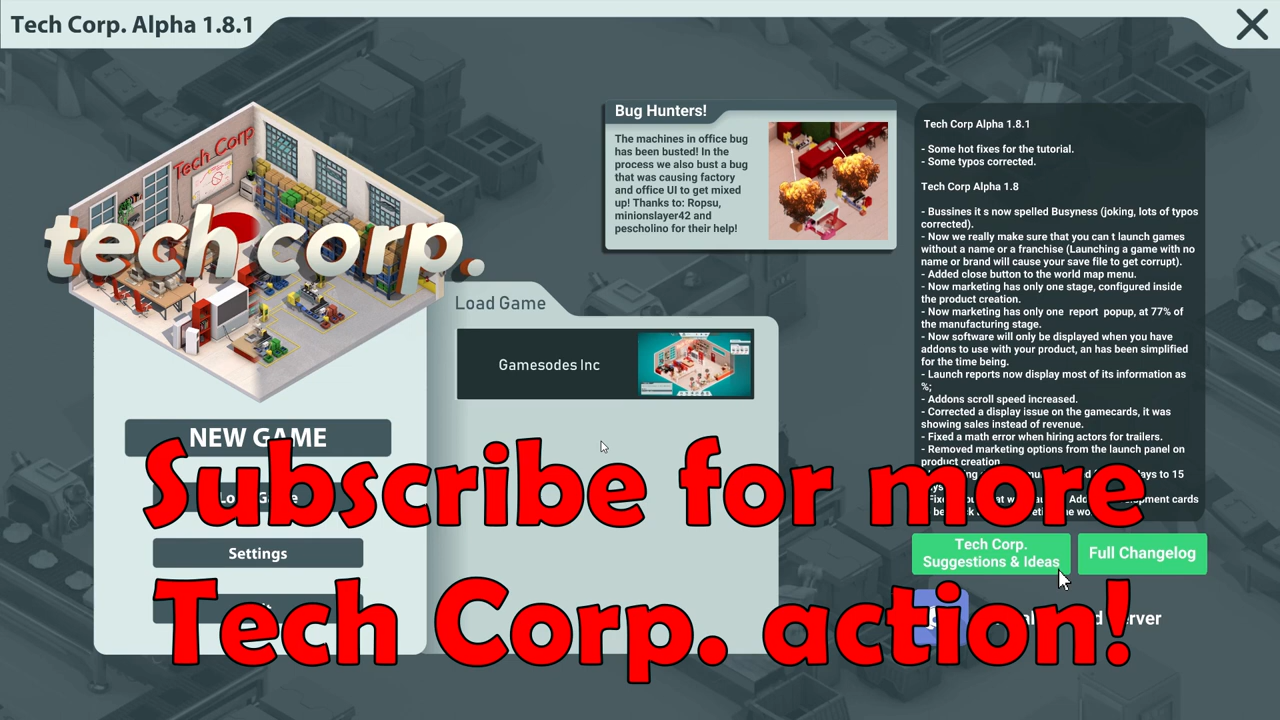 Tech Corp. Alpha 1.8.1
Tech Corp
tech corp.
NEW GAME
Settings
Load Game
Gamesodes Inc
Bug Hunters!
The machines in office bug
has been busted! In the
process we also bust a bug
that was causing factory
and office UI to get mixed
up! Thanks to: Ropsu,
minionslayer42 and
pescholino for their help!
Tech Corp Alpha 1.8.1
- Some hot fixes for the tutorial.
- Some typos corrected.
Tech Corp Alpha 1.8
- Bussines it s now spelled Busyness (joking, lots of typos
corrected).
- Now we really make sure that you can t launch games
without a name or a franchise (Launching a game with no
name or brand will cause your save file to get corrupt).
- Added close button to the world map menu.
- Now marketing has only one stage, configured inside
the product creation.
- Now marketing has only one report popup, at 77% of
the manufacturing stage.
- Now software will only be displayed when you have
addons to use with your product, an has been simplified
for the time being.
- Launch reports now display most of its information as
%;
- Addons scroll speed increased.
- Corrected a display issue on the gamecards, it was
showing sales instead of revenue.
- Fixed a math error when hiring actors for trailers.
- Removed marketing options from the launch panel on
product creation
to 15
cards
Tech Corp.
Suggestions & Ideas
Full Changelog
Subscribe for more
Tech Corp. action!